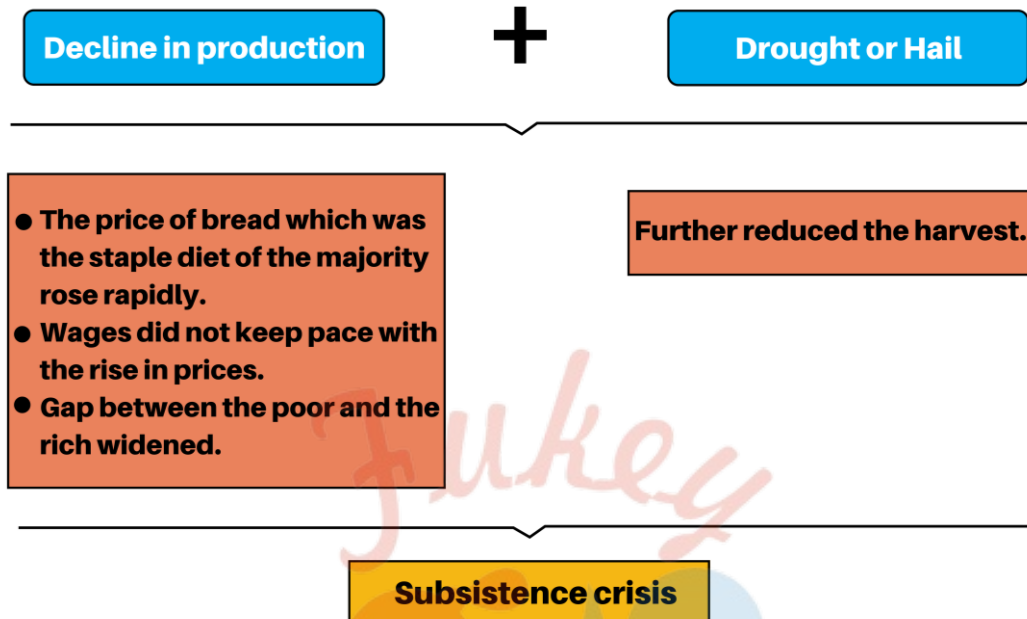 Decline in production
+
Drought or Hail
● The price of bread which was
the staple diet of the majority
rose rapidly.
● Wages did not keep pace with
the rise in prices.
● Gap between the poor and the
rich widened.
Further reduced the harvest.
Jukey
Subsistence crisis